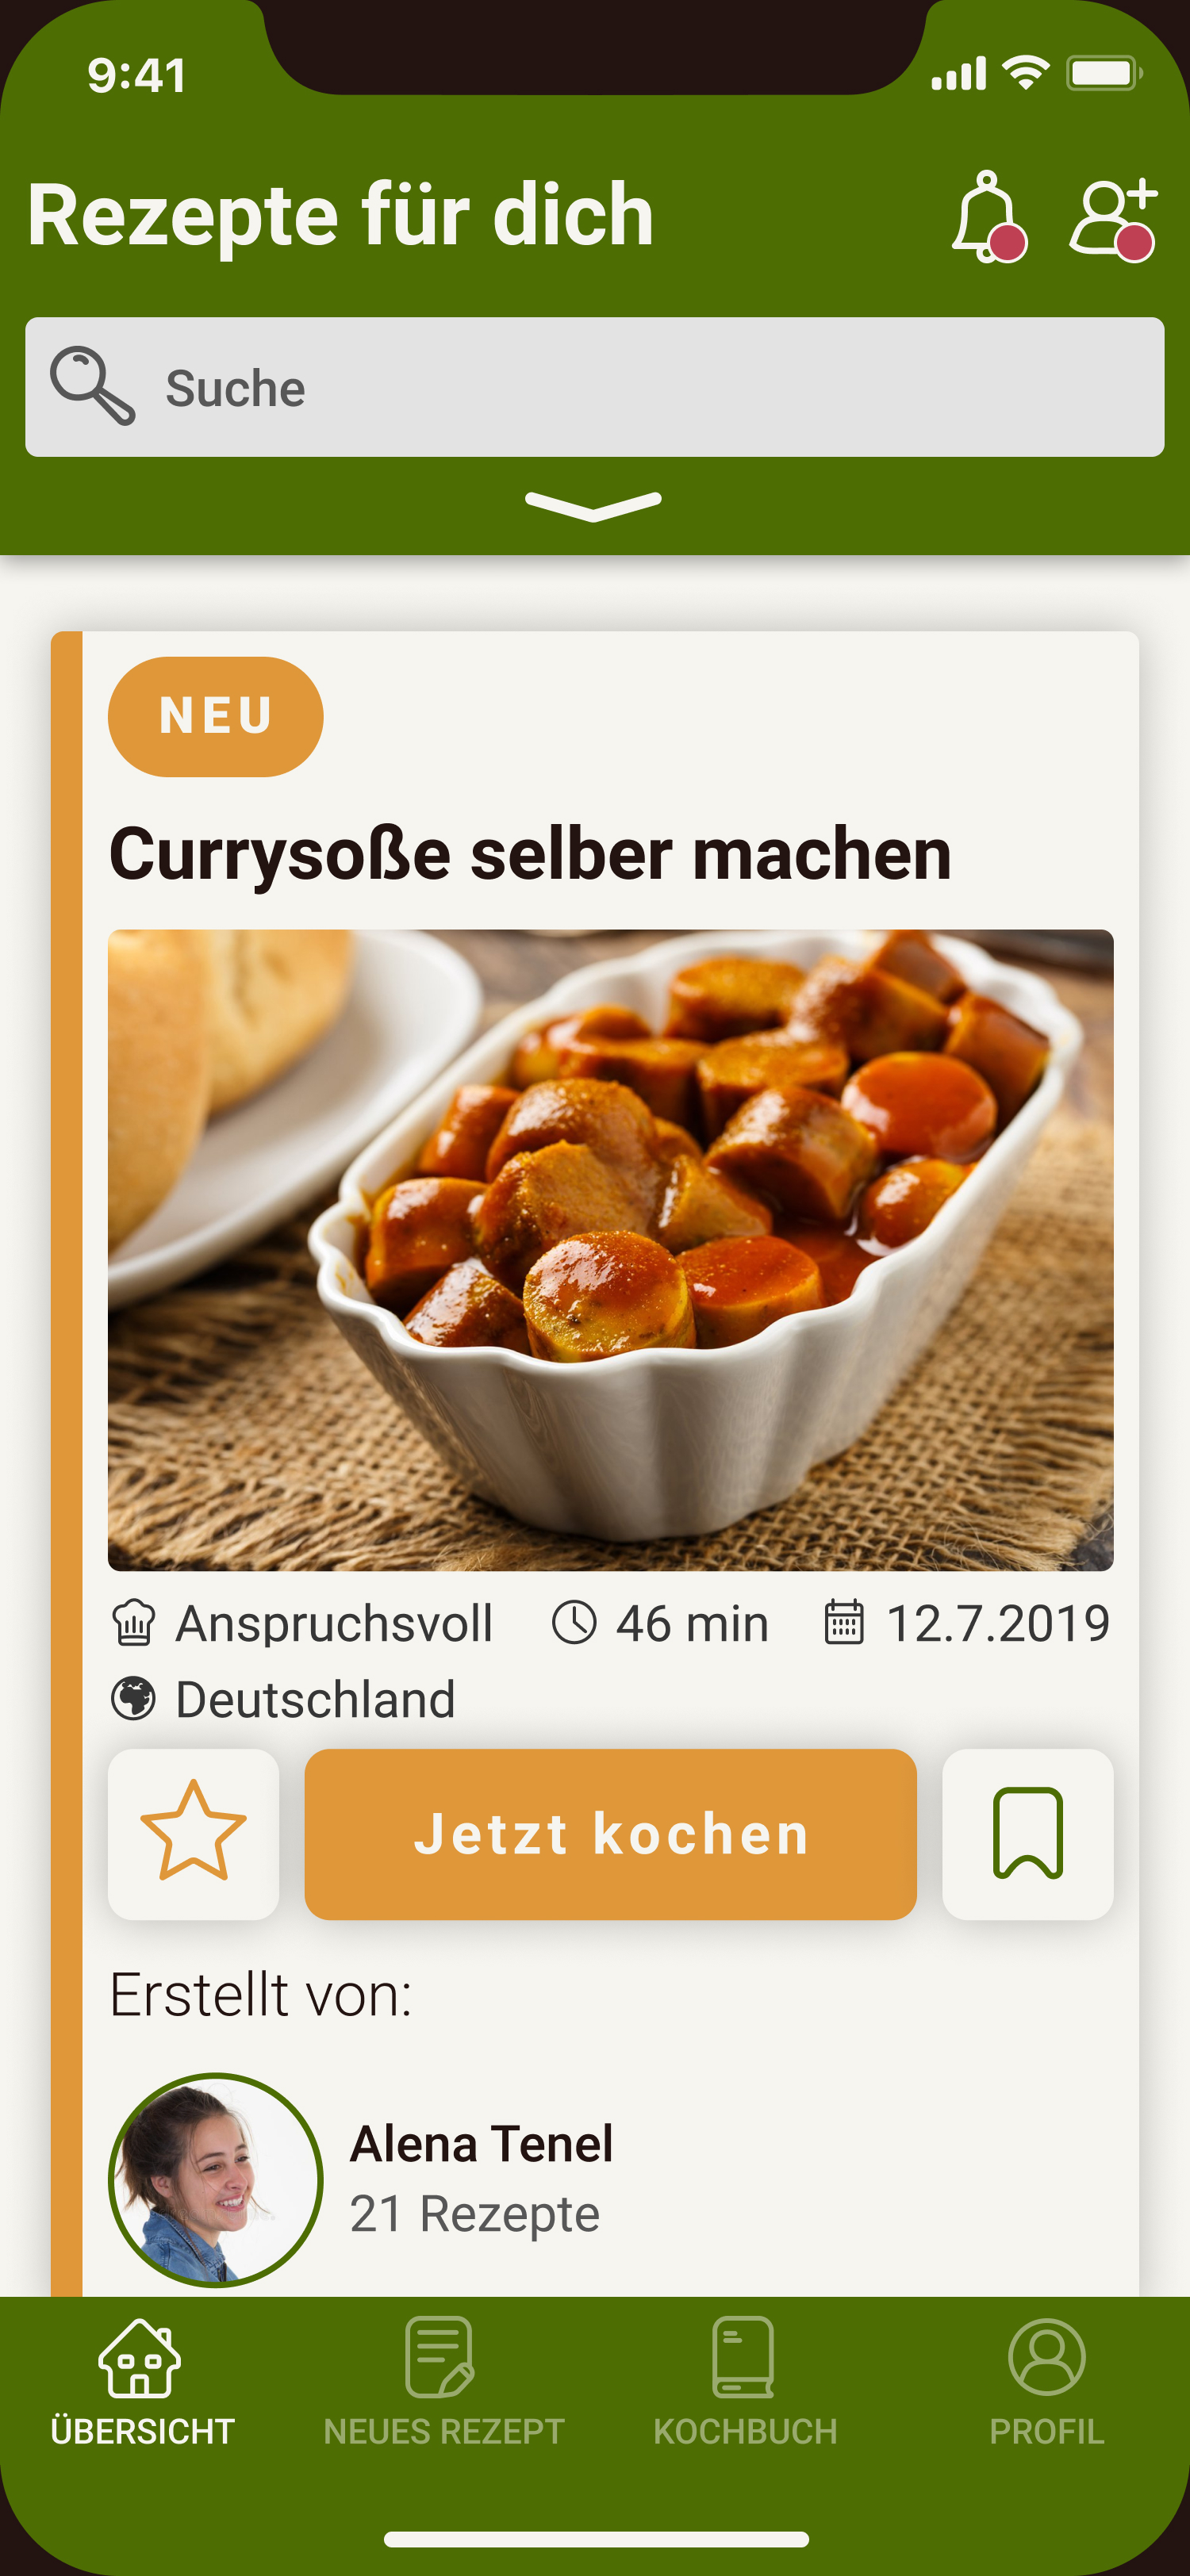 9:41
Rezepte für dich
Suche
NEU
Currysoße selber machen
Anspruchsvoll 46 min 12.7.2019
Deutschland
Jetzt kochen
Erstellt von:
Alena Tenel
21 Rezepte
ÜBERSICHT NEUES REZEPT KOCHBUCH PROFIL